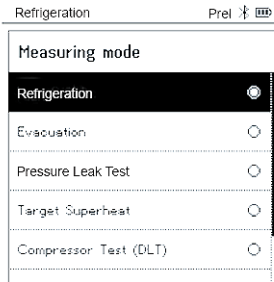 Refrigeration Prel
Measuring mode
Refrigeration
Evacuation
Pressure Leak Test
Target Superheat
Compressor Test (DLT)